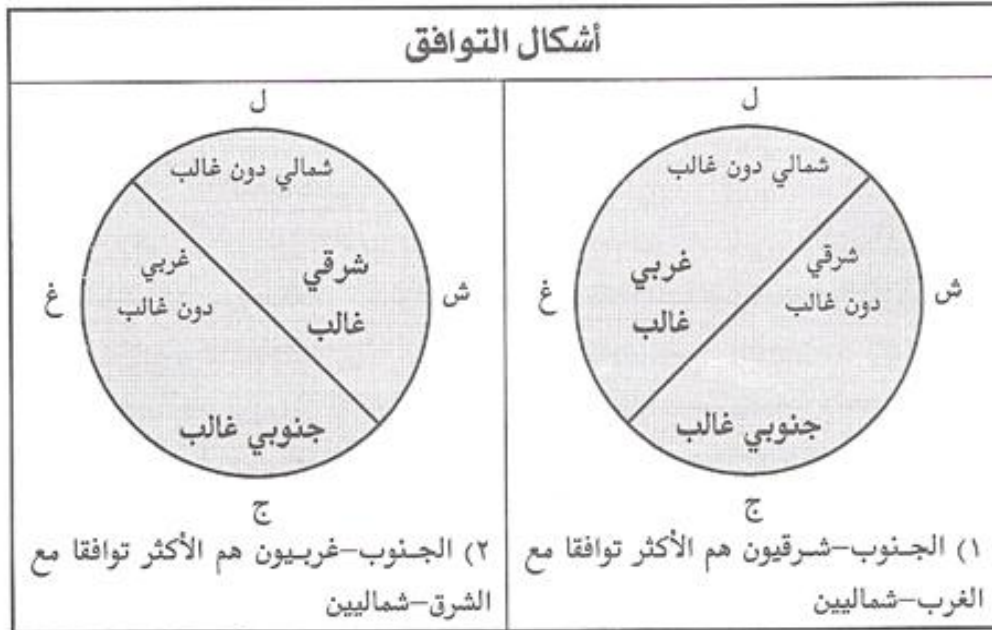 أشكال التوافق
ل
شمالي دون غالب
غربي
غالب
شرقي
دون غالب
جنوبي غالب
ش
غ
ج
١) الجنوب–شرقيون هم الأكثر توافقا مع
الغرب–شماليين
ل
شمالي دون غالب
شرقي
غالب
غربي
دون غالب
جنوبي غالب
ش
غ
ج
٢) الجنوب–غربيون هم الأكثر توافقا مع
الشرق–شماليين